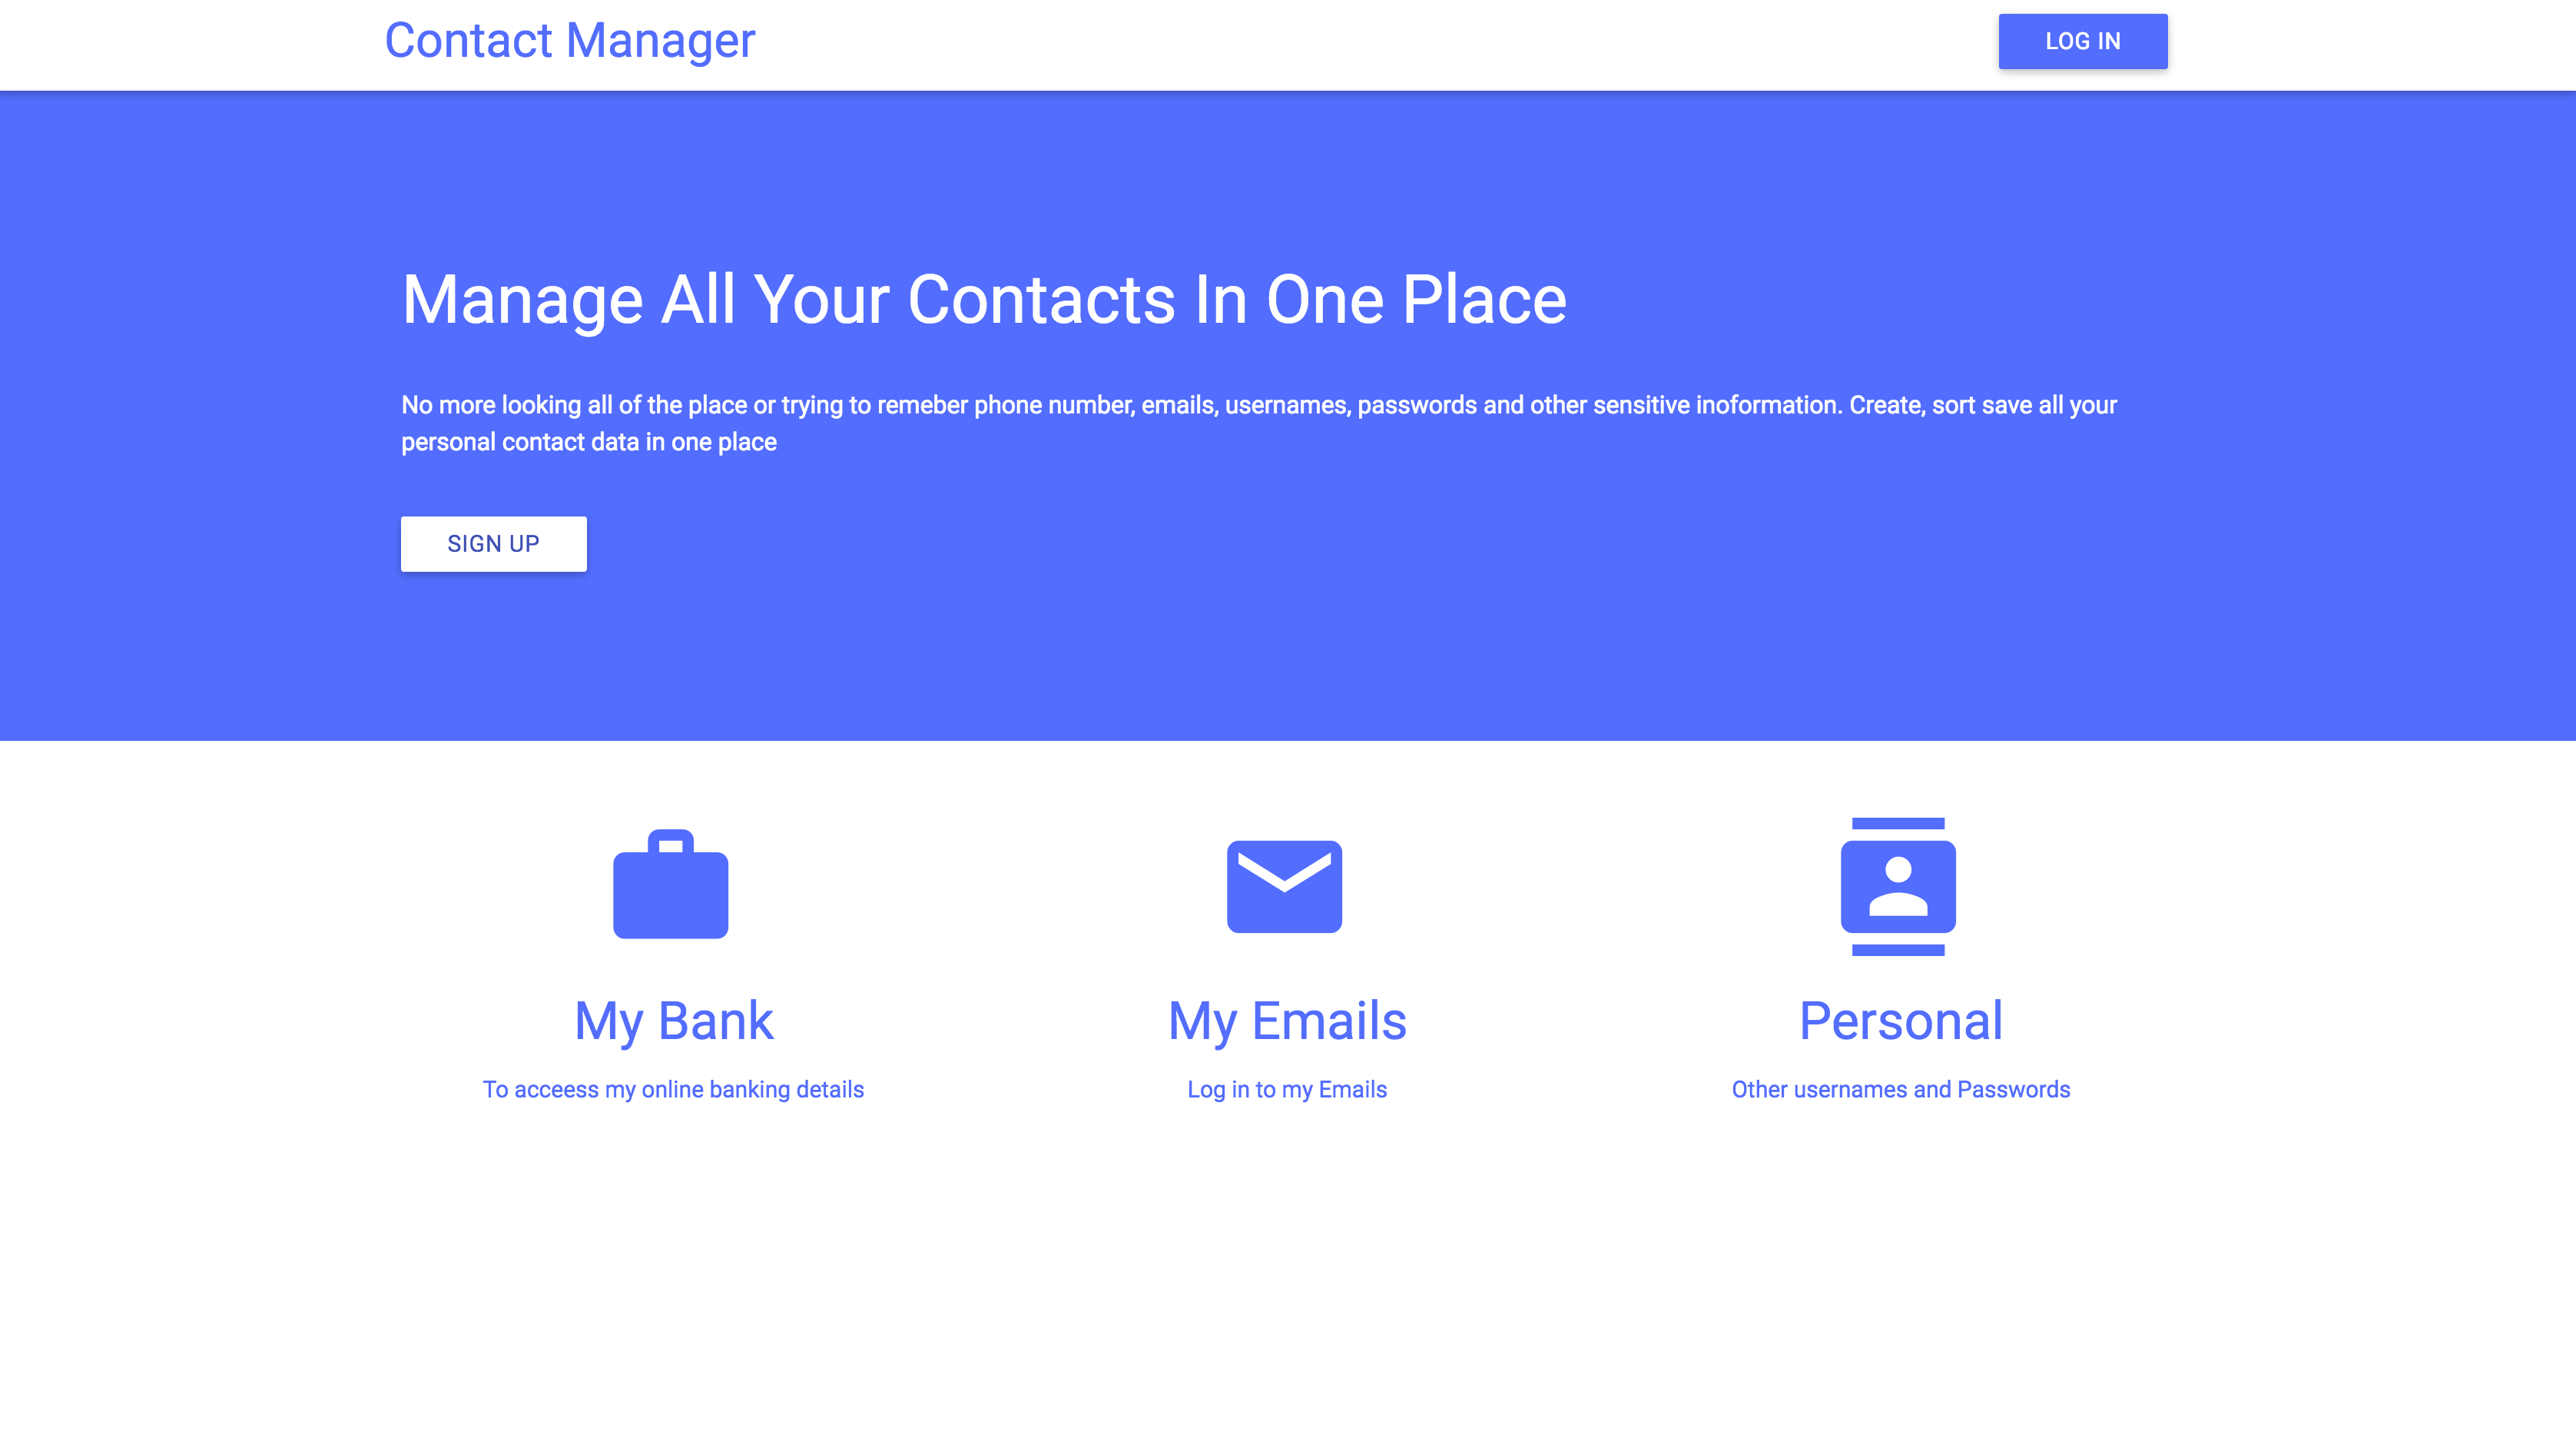 Contact Manager
LOG IN
Manage All Your Contacts In One Place
No more looking all of the place or trying to remeber phone number, emails, usernames, passwords and other sensitive inoformation. Create, sort save all your
personal contact data in one place
SIGN UP
My Bank
To acceess my online banking details
My Emails
Log in to my Emails
Personal
Other usernames and Passwords